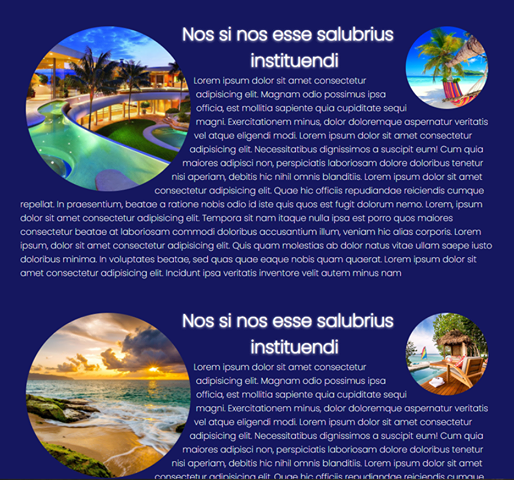 Nos si nos esse salubrius
instituendi
Lorem ipsum dolor sit amet consectetur
adipisicing elit. Magnam odio possimus ipsa
officia, est mollitia sapiente quia cupiditate sequi
magni. Exercitationem minus, dolor doloremque aspernatur veritatis
vel atque eligendi modi. Lorem ipsum dolor sit amet consectetur
adipisicing elit. Necessitatibus dignissimos a suscipit eum! Cum quia
maiores adipisci non, perspiciatis laboriosam dolore doloribus tenetur
nisi aperiam, debitis hic nihil omnis blanditiis. Lorem ipsum dolor sit amet
consectetur adipisicing elit. Quae hic officiis repudiandae reiciendis cumque
repellat. In praesentium, beatae a ratione nobis odio id iste quis quos est fugit dolorum nemo. Lorem, ipsum
dolor sit amet consectetur adipisicing elit. Tempora sit nam itaque nulla ipsa est porro quos maiores
consectetur beatae at laboriosam commodi doloribus accusantium illum, veniam hic alias corporis. Lorem
ipsum, dolor sit amet consectetur adipisicing elit. Quis quam molestias ab dolor natus vitae ullam saepe iusto
doloribus minima. In voluptates beatae, sed quas quae eaque nobis quam quaerat. Lorem ipsum dolor sit
amet consectetur adipisicing elit. Incidunt ipsa veritatis inventore velit autem minus nam
Nos si nos esse salubrius
instituendi
Lorem ipsum dolor sit amet consectetur
adipisicing elit. Magnam odio possimus ipsa
officia, est mollitia sapiente quia cupiditate sequi
magni. Exercitationem minus, dolor doloremque aspernatur veritatis
vel atque eligendi modi. Lorem ipsum dolor sit amet consectetur
adipisicing elit. Necessitatibus dignissimos a suscipit eum! Cum quia
maiores adipisci non, perspiciatis laboriosam dolore doloribus tenetur
nisi aperiam, debitis hic nihil omnis blanditiis. Lorem ipsum dolor sit amet
consectetur adipisicing elit. Quae hic officiis repudiandae reiciendis cumque